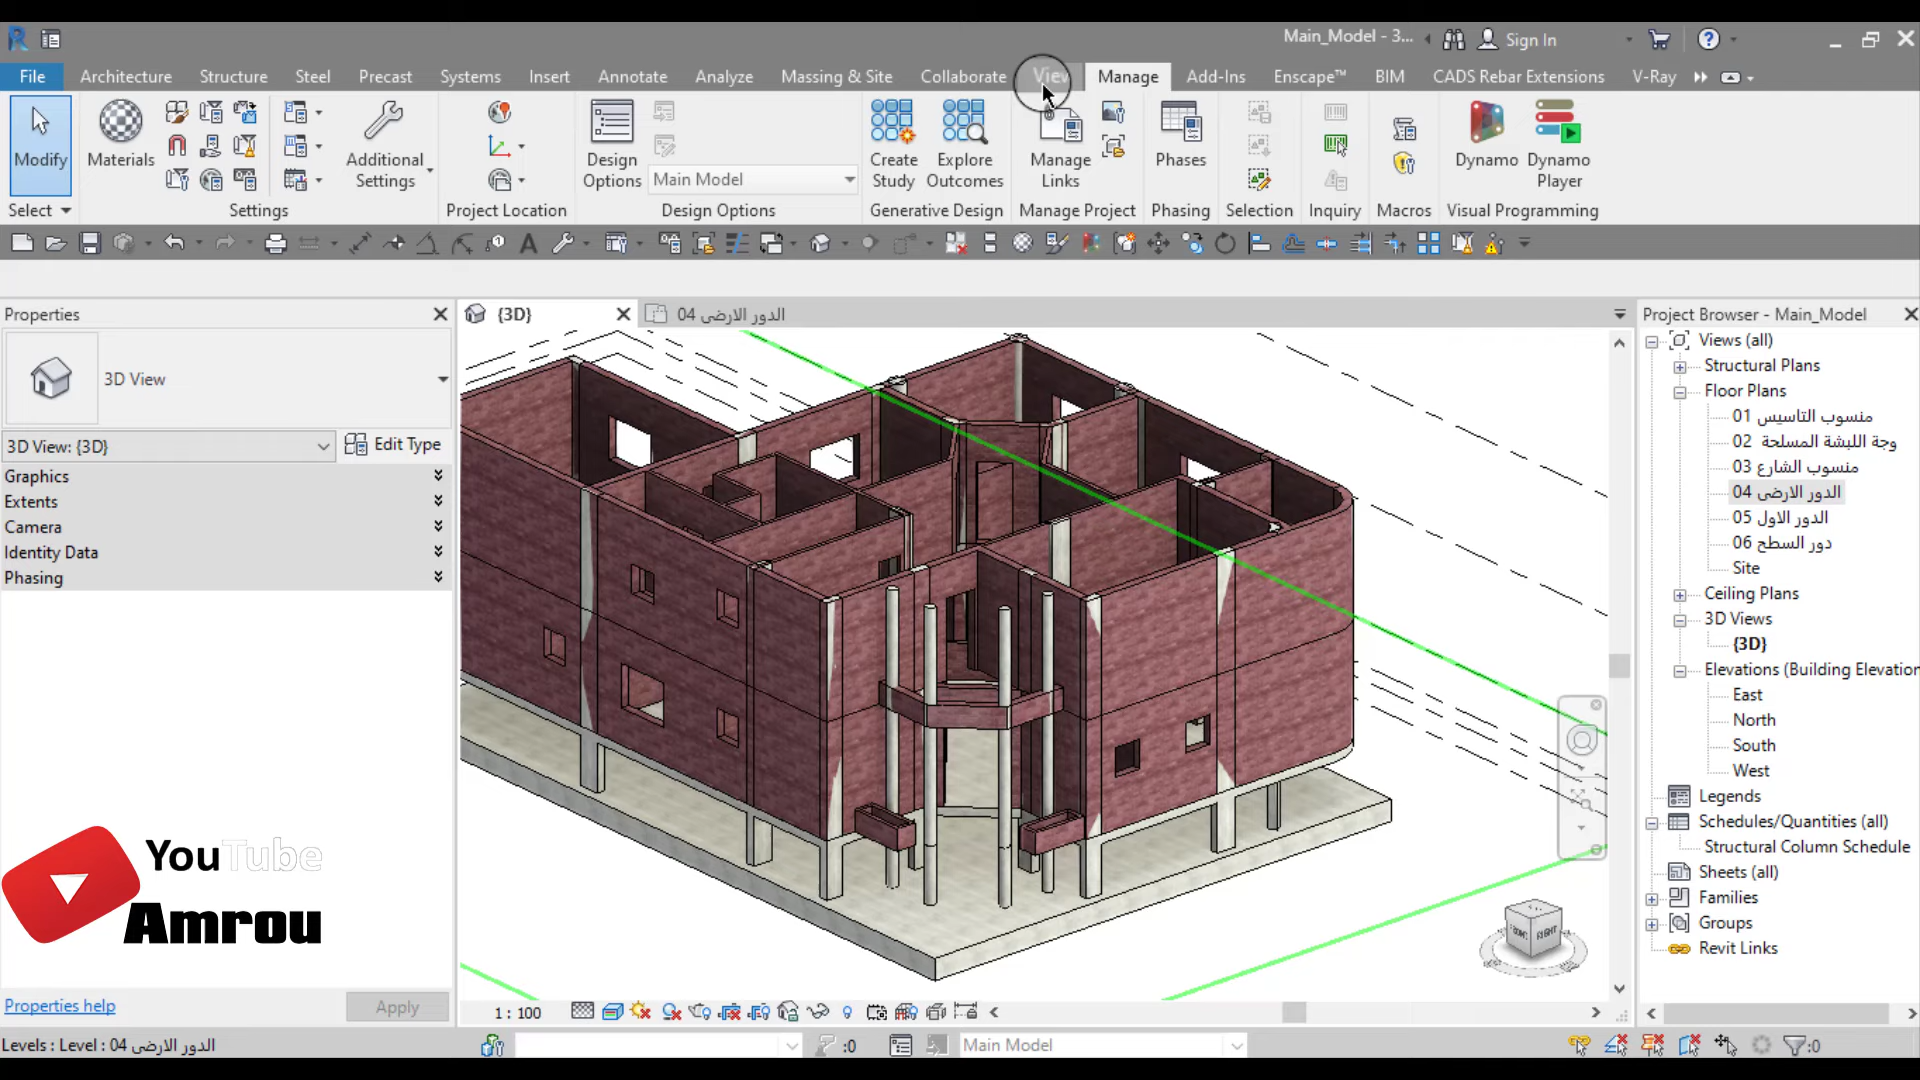 Main_Model - 3...
Sign In
File
Architecture
Structure
Steel
Precast
Systems
Insert
Annotate
Analyze
Massing & Site
Collaborate
View
Manage
Add-Ins
Enscape™
BIM
CADS Rebar Extensions
V-Ray
Modify
Materials
Additional
Settings
Design
Options
Main Model
Create
Study
Explore
Outcomes
Manage
Links
Phases
Dynamo
Dynamo
Player
Select
Settings
Project Location
Design Options
Generative Design
Manage Project
Phasing
Selection
Inquiry
Macros
Visual Programming
Properties
3D View
3D View: {3D}
Edit Type
Graphics
Extents
Camera
Identity Data
Phasing
YouTube
Amrou
Properties help
Apply
{3D}
04 الدور الارضى
FRONT
RIGHT
1 : 100
Project Browser - Main_Model
Views (all)
Structural Plans
Floor Plans
01 منسوب التاسيس
02 وجة اللبشة المسلحة
03 منسوب الشارع
04 الدور الارضى
05 الدور الاول
06 دور السطح
Site
Ceiling Plans
3D Views
{3D}
Elevations (Building Elevation
East
North
South
West
Legends
Schedules/Quantities (all)
Structural Column Schedule
Sheets (all)
Families
Groups
Revit Links
Levels : Level : 04 الدور الارضى
:0
Main Model
:0